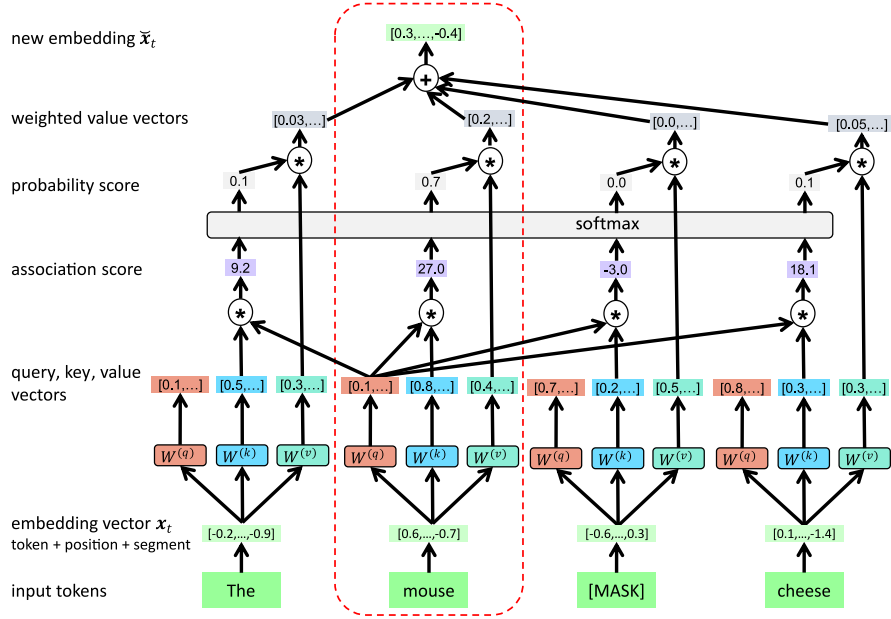 new embedding x̆ₜ
[0.3,…,-0.4]
+
weighted value vectors
[0.03,…]
[0.2,…]
[0.0,…]
[0.05,…]
* * * *
probability score
0.1
0.7
0.0
0.1
softmax
association score
9.2
27.0
-3.0
18.1
* * * *
query, key, value
vectors
[0.1,…] [0.5,…] [0.3,…]
[0.1,…] [0.8,…] [0.4,…]
[0.7,…] [0.2,…] [0.5,…]
[0.8,…] [0.3,…] [0.3,…]
W(q) W(k) W(v)
W(q) W(k) W(v)
W(q) W(k) W(v)
W(q) W(k) W(v)
embedding vector xₜ
token + position + segment
[-0.2,…,-0.9]
[0.6,…,-0.7]
[-0.6,…,0.3]
[0.1,…,-1.4]
input tokens
The
mouse
[MASK]
cheese